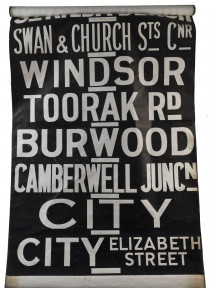 SWAN & CHURCH STS CNR
WINDSOR
TOORAK RD
BURWOOD
CAMBERWELL JUNCN
CITY
CITY ELIZABETH STREET